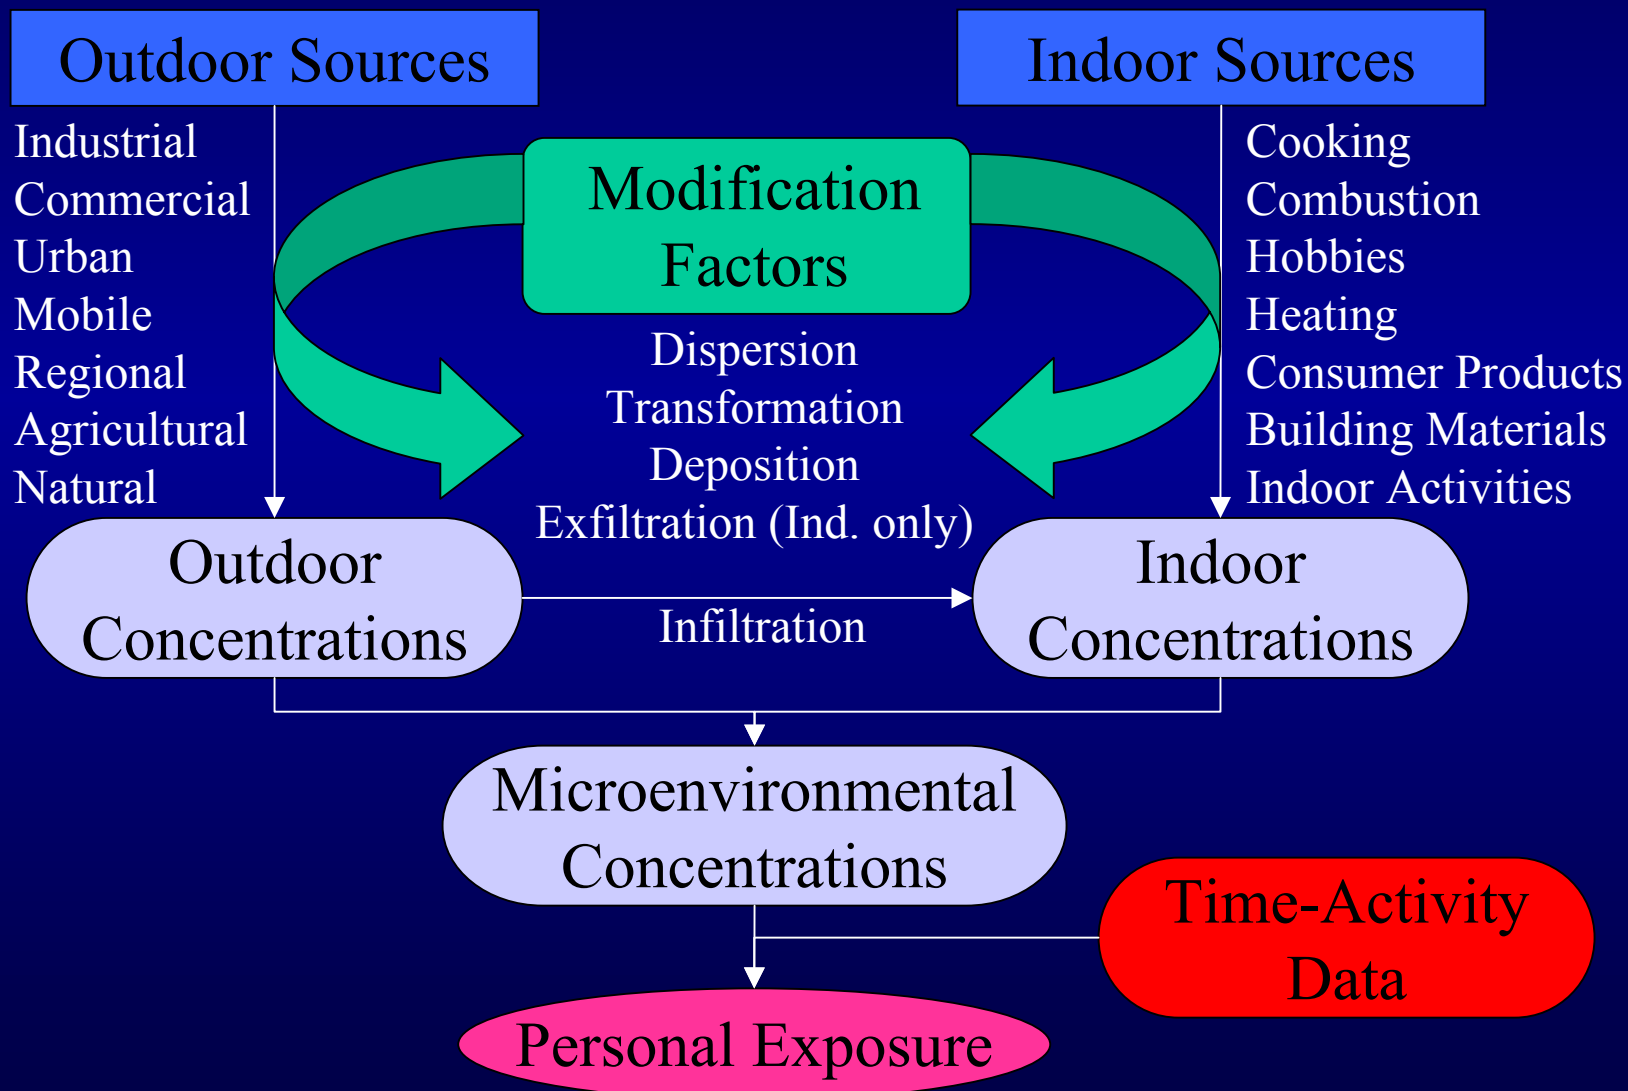 Outdoor Sources
Indoor Sources
Industrial
Commercial
Urban
Mobile
Regional
Agricultural
Natural
Modification
Factors
Dispersion
Transformation
Deposition
Exfiltration (Ind. only)
Cooking
Combustion
Hobbies
Heating
Consumer Products
Building Materials
Indoor Activities
Outdoor
Concentrations
Infiltration
Indoor
Concentrations
Microenvironmental
Concentrations
Time-Activity
Data
Personal Exposure